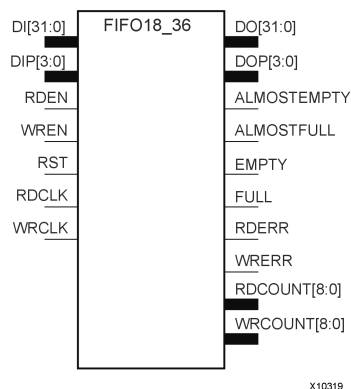 FIFO18_36
DI[31:0]
DIP[3:0]
RDEN
WREN
RST
RDCLK
WRCLK
DO[31:0]
DOP[3:0]
ALMOSTEMPTY
ALMOSTFULL
EMPTY
FULL
RDERR
WRERR
RDCOUNT[8:0]
WRCOUNT[8:0]
X10319